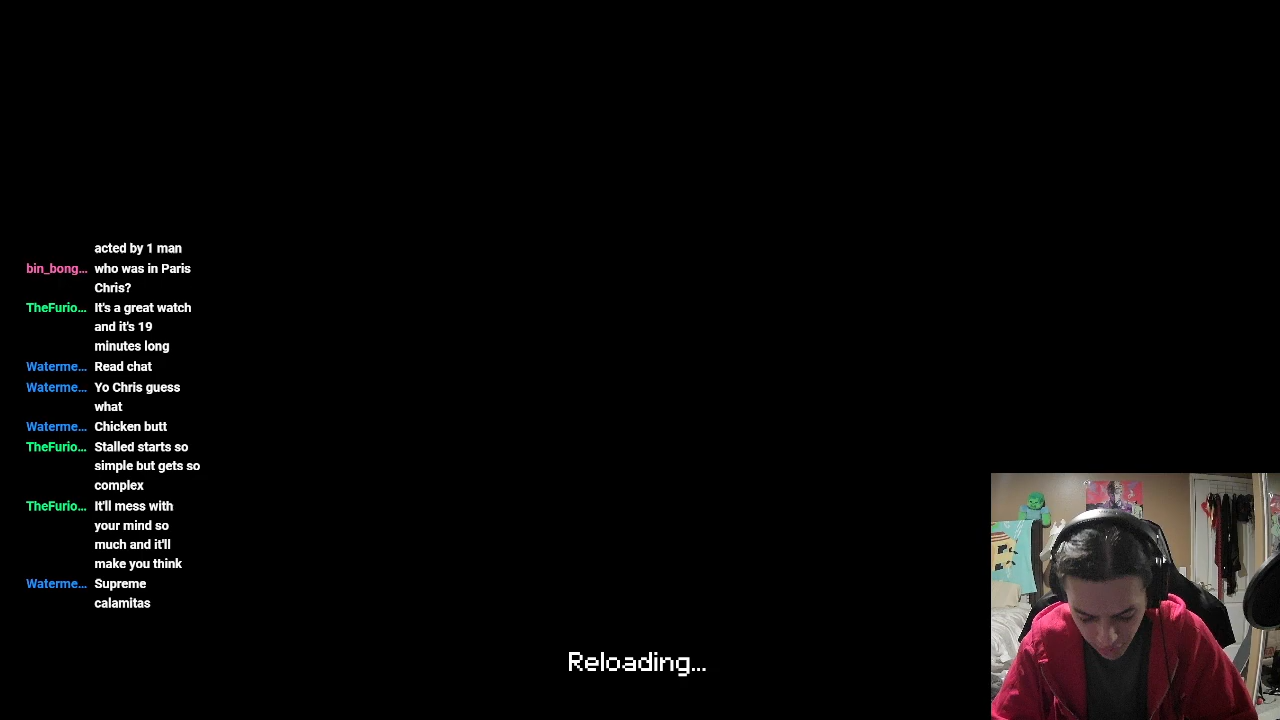 acted by 1 man
bin_bong... who was in Paris
Chris?
TheFurio... It's a great watch
and it's 19
minutes long
Waterme... Read chat
Waterme... Yo Chris guess
what
Waterme... Chicken butt
TheFurio... Stalled starts so
simple but gets so
complex
TheFurio... It'll mess with
your mind so
much and it'll
make you think
Waterme... Supreme
calamitas
Reloading...